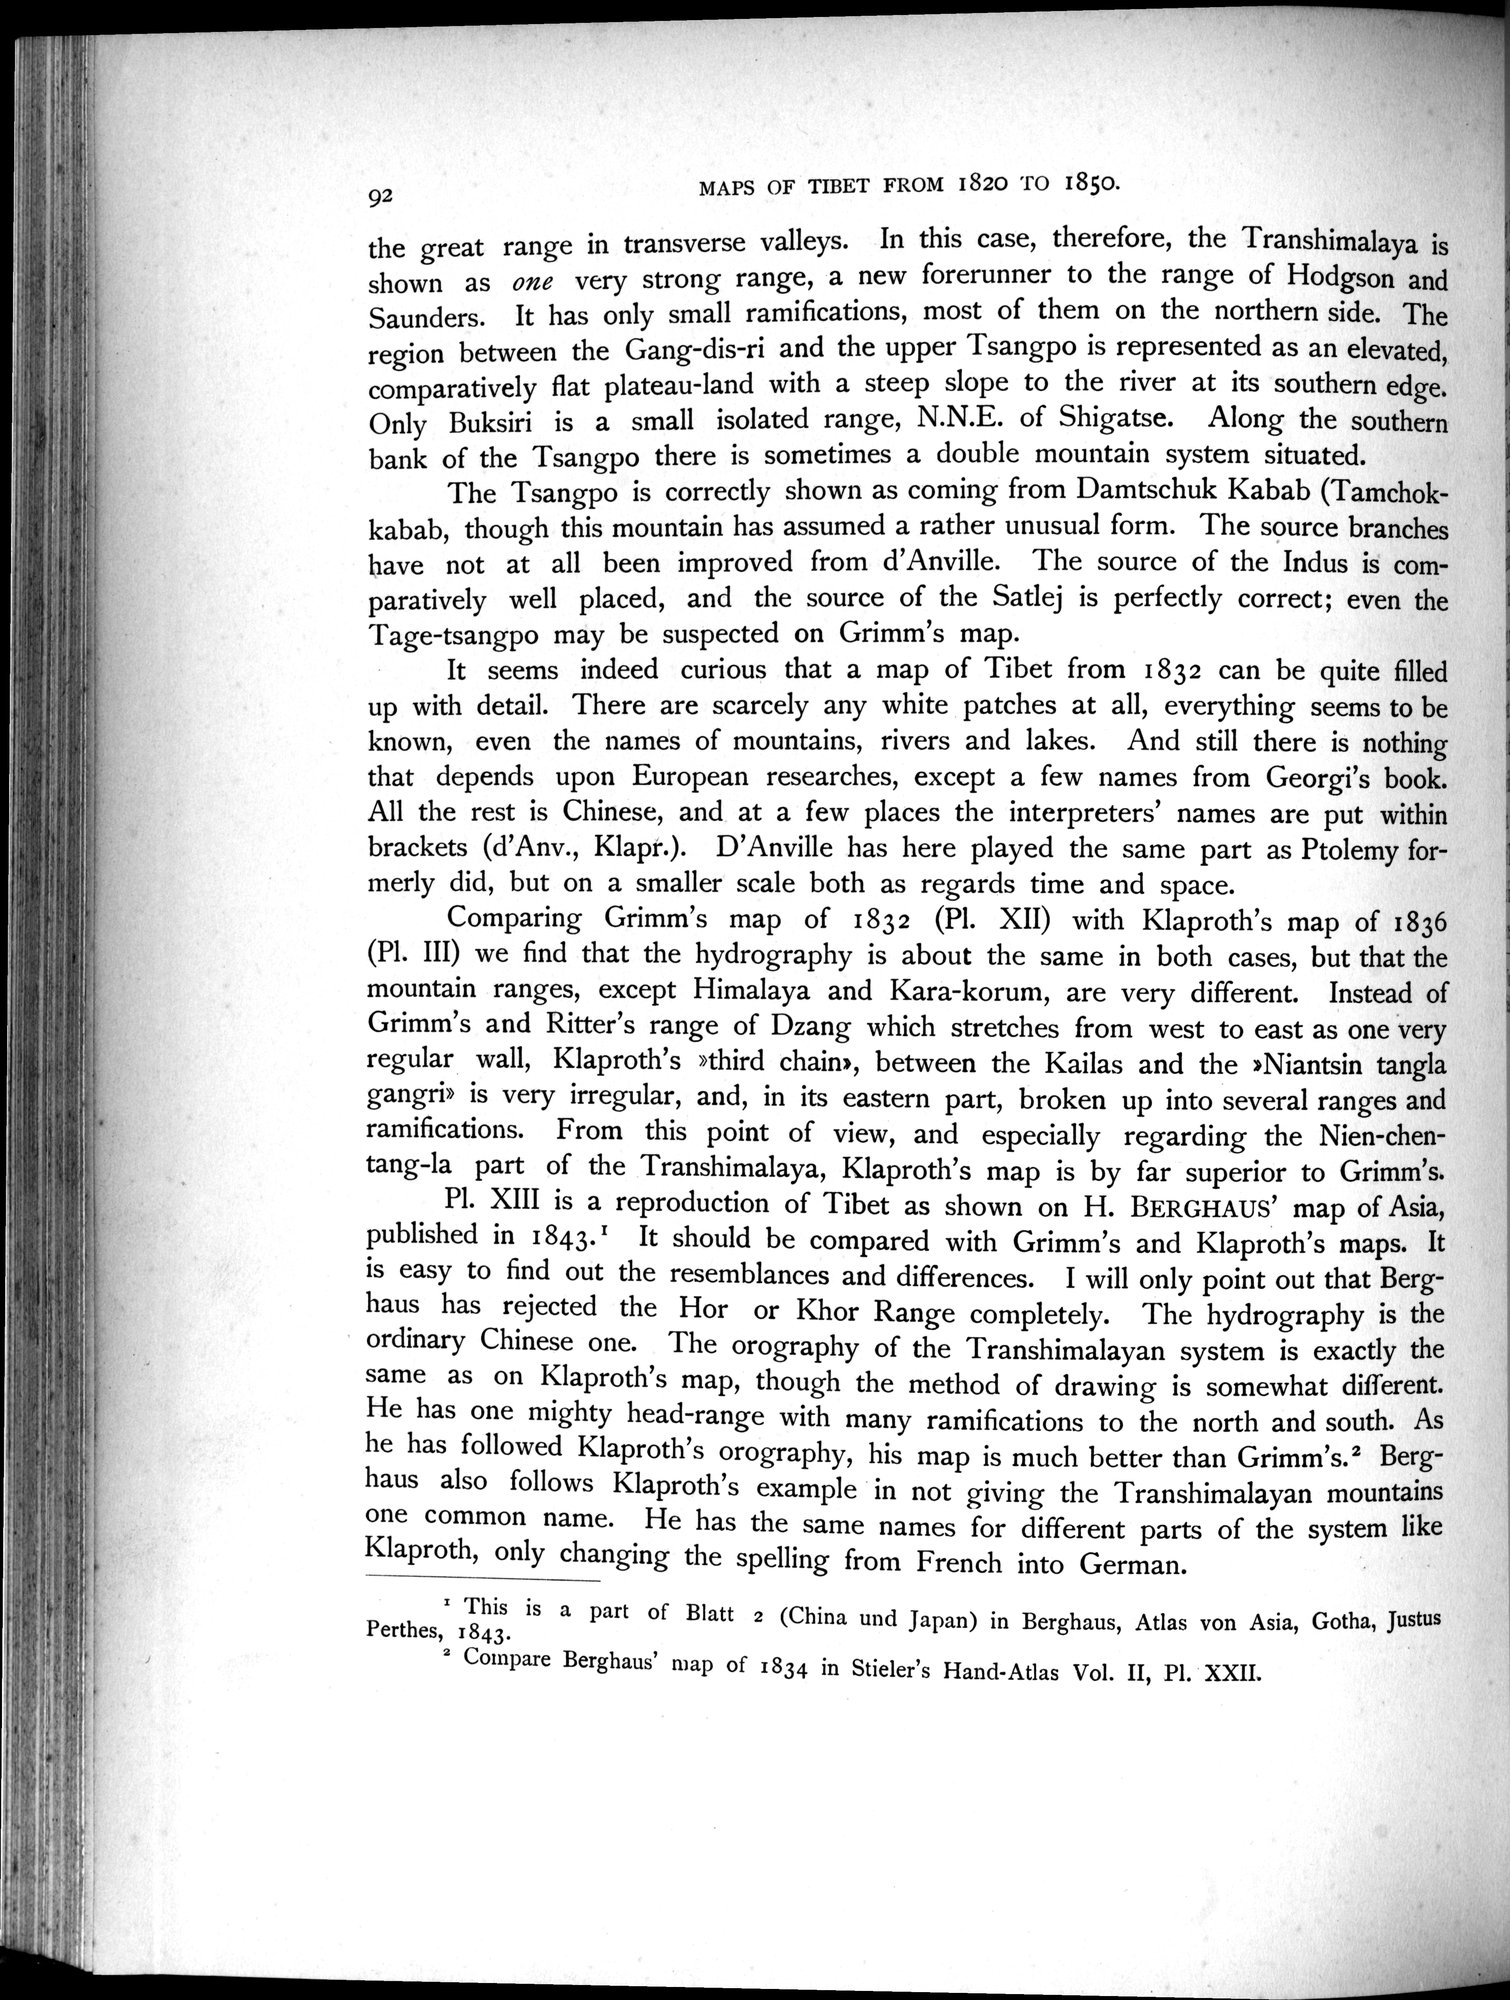 92
MAPS OF TIBET FROM 1820 TO 1850.
the great range in transverse valleys. In this case, therefore, the Transhimalaya is
shown as one very strong range, a new forerunner to the range of Hodgson and
Saunders. It has only small ramifications, most of them on the northern side. The
region between the Gang-dis-ri and the upper Tsangpo is represented as an elevated,
comparatively flat plateau-land with a steep slope to the river at its southern edge.
Only Buksiri is a small isolated range, N.N.E. of Shigatse. Along the southern
bank of the Tsangpo there is sometimes a double mountain system situated.
The Tsangpo is correctly shown as coming from Damtschuk Kabab (Tamchok-
kabab, though this mountain has assumed a rather unusual form. The source branches
have not at all been improved from d'Anville. The source of the Indus is com-
paratively well placed, and the source of the Satlej is perfectly correct; even the
Tage-tsangpo may be suspected on Grimm's map.
It seems indeed curious that a map of Tibet from 1832 can be quite filled
up with detail. There are scarcely any white patches at all, everything seems to be
known, even the names of mountains, rivers and lakes. And still there is nothing
that depends upon European researches, except a few names from Georgi's book.
All the rest is Chinese, and at a few places the interpreters' names are put within
brackets (d'Anv., Klapr.). D'Anville has here played the same part as Ptolemy for-
merly did, but on a smaller scale both as regards time and space.
Comparing Grimm's map of 1832 (Pl. XII) with Klaproth's map of 1836
(Pl. III) we find that the hydrography is about the same in both cases, but that the
mountain ranges, except Himalaya and Kara-korum, are very different. Instead of
Grimm's and Ritter's range of Dzang which stretches from west to east as one very
regular wall, Klaproth's »third chain», between the Kailas and the »Niantsin tangla
gangri» is very irregular, and, in its eastern part, broken up into several ranges and
ramifications. From this point of view, and especially regarding the Nien-chen-
tang-la part of the Transhimalaya, Klaproth's map is by far superior to Grimm's.
Pl. XIII is a reproduction of Tibet as shown on H. BERGHAUS' map of Asia,
published in 1843.¹ It should be compared with Grimm's and Klaproth's maps. It
is easy to find out the resemblances and differences. I will only point out that Berg-
haus has rejected the Hor or Khor Range completely. The hydrography is the
ordinary Chinese one. The orography of the Transhimalayan system is exactly the
same as on Klaproth's map, though the method of drawing is somewhat different.
He has one mighty head-range with many ramifications to the north and south. As
he has followed Klaproth's orography, his map is much better than Grimm's.² Berg-
haus also follows Klaproth's example in not giving the Transhimalayan mountains
one common name. He has the same names for different parts of the system like
Klaproth, only changing the spelling from French into German.
¹ This is a part of Blatt 2 (China und Japan) in Berghaus, Atlas von Asia, Gotha, Justus
Perthes, 1843.
² Compare Berghaus' map of 1834 in Stieler's Hand-Atlas Vol. II, Pl. XXII.